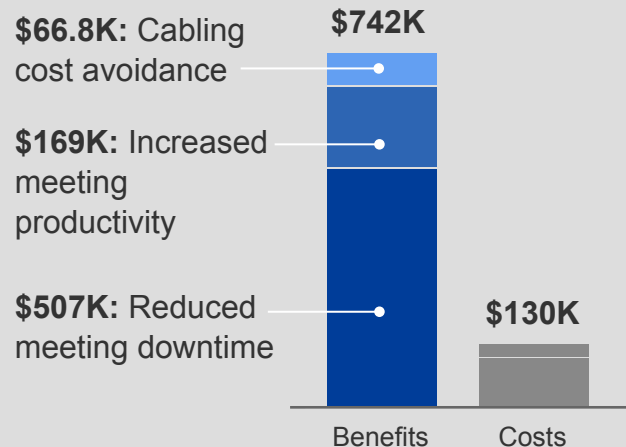 $66.8K: Cabling
cost avoidance
$169K: Increased
meeting
productivity
$507K: Reduced
meeting downtime
$742K
$130K
Benefits
Costs